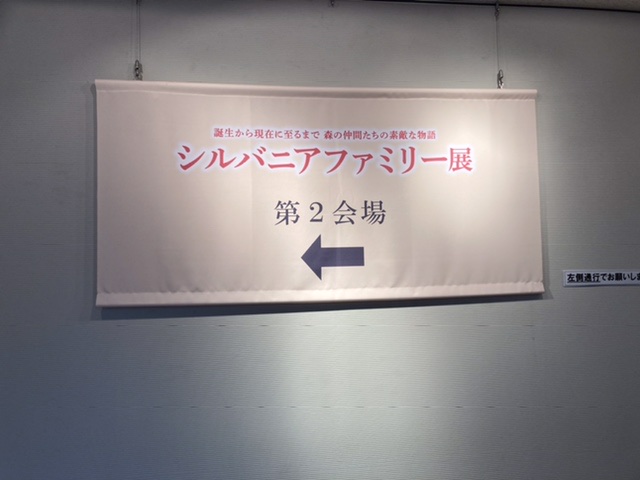 誕生から現在に至るまで 森の仲間たちの素敵な物語
シルバニアファミリー展
第2会場
左側通行でお願いしま